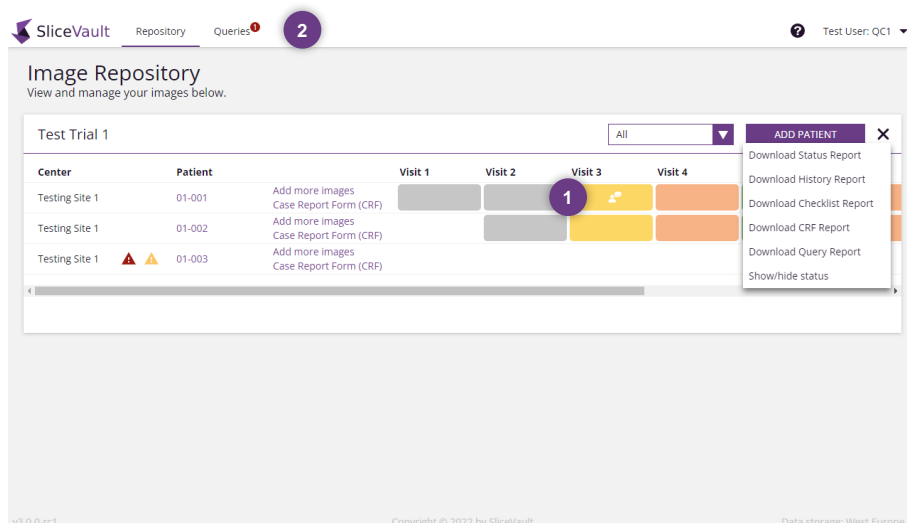 SliceVault Repository Queries 1 2 ? Test User: QC1
Image Repository
View and manage your images below.
Test Trial 1 All ADD PATIENT
Download Status Report
Download History Report
Download Checklist Report
Download CRF Report
Download Query Report
Show/hide status
Center Patient Visit 1 Visit 2 Visit 3 Visit 4
Testing Site 1 01-001 Add more images
Case Report Form (CRF)
1
Testing Site 1 01-002 Add more images
Case Report Form (CRF)
Testing Site 1 01-003 Add more images
Case Report Form (CRF)
v3.0.0-rc1 Copyright © 2022 by SliceVault Data storage: West Europe